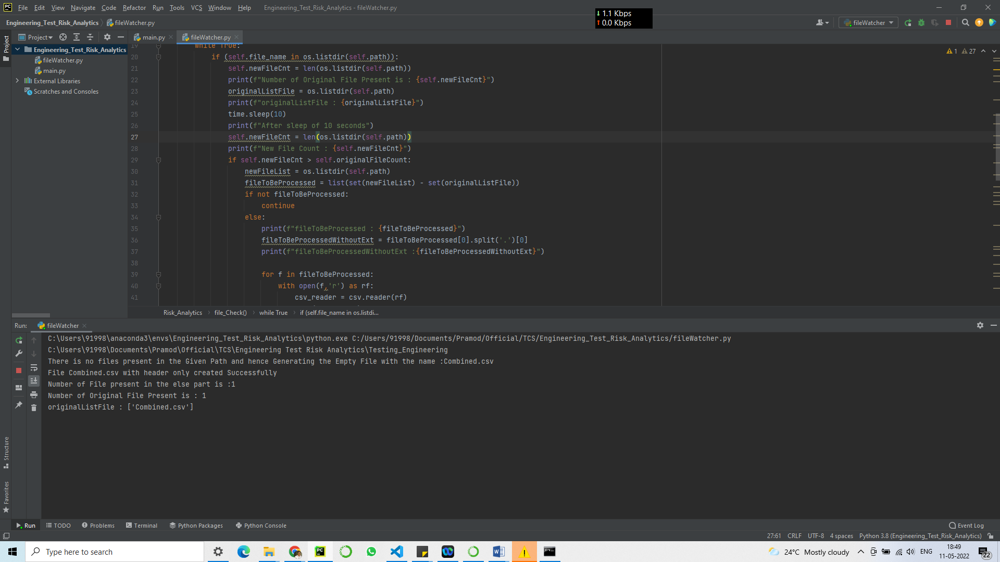 File Edit View Navigate Code Refactor Run Tools VCS Window Help Engineering_Test_Risk_Analytics - fileWatcher.py
↓ 1.1 Kbps
↑ 0.0 Kbps
Engineering_Test_Risk_Analytics fileWatcher.py
fileWatcher
Project
Project
main.py
fileWatcher.py
Engineering_Test_Risk_Analytics
fileWatcher.py
main.py
External Libraries
Scratches and Consoles
1 27
19 while True:
20 if (self.file_name in os.listdir(self.path)):
21 self.newFileCnt = len(os.listdir(self.path))
22 print(f"Number of Original File Present is : {self.newFileCnt}")
23 originalListFile = os.listdir(self.path)
24 print(f"originalListFile : {originalListFile}")
25 time.sleep(10)
26 print(f"After sleep of 10 seconds")
27 self.newFileCnt = len(os.listdir(self.path))
28 print(f"New File Count : {self.newFileCnt}")
29 if self.newFileCnt > self.originalFileCount:
30 newFileList = os.listdir(self.path)
31 fileToBeProcessed = list(set(newFileList) - set(originalListFile))
32 if not fileToBeProcessed:
33 continue
34 else:
35 print(f"fileToBeProcessed : {fileToBeProcessed}")
36 fileToBeProcessedWithoutExt = fileToBeProcessed[0].split('.')[0]
37 print(f"fileToBeProcessedWithoutExt :{fileToBeProcessedWithoutExt}")
38
39 for f in fileToBeProcessed:
40 with open(f,'r') as rf:
41 csv_reader = csv.reader(rf)
Risk_Analytics file_Check() while True if (self.file_name in os.listdi...
Run: fileWatcher
C:\Users\91998\anaconda3\envs\Engineering_Test_Risk_Analytics\python.exe C:/Users/91998/Documents/Pramod/Official/TCS/Engineering_Test_Risk_Analytics/fileWatcher.py
C:\Users\91998\Documents\Pramod\Official\TCS\Engineering Test Risk Analytics\Testing_Engineering
There is no files present in the Given Path and hence Generating the Empty File with the name :Combined.csv
File Combined.csv with header only created Successfully
Number of File present in the else part is :1
Number of Original File Present is : 1
originalListFile : ['Combined.csv']
Structure
Favorites
Run TODO Problems Terminal Python Packages Python Console Event Log
27:61 CRLF UTF-8 4 spaces Python 3.8 (Engineering_Test_Risk_Analytics)
Type here to search
24°C Mostly cloudy ENG
18:49
11-05-2022
22